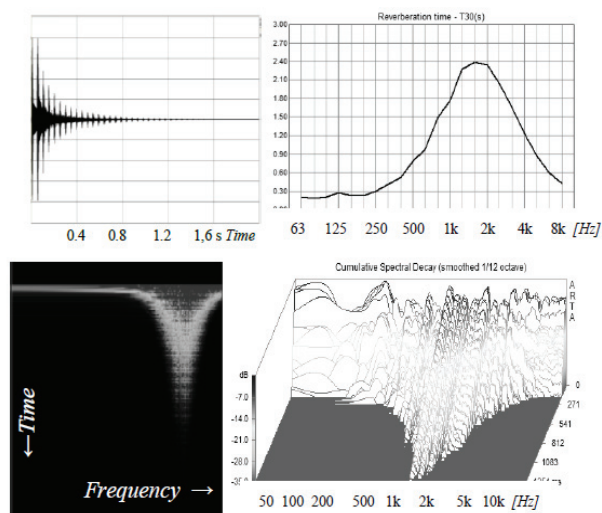 0.4 0.8 1.2 1,6 s Time
Reverberation time - T30(s)
3.00
2.70
2.40
2.10
1.80
1.50
1.20
0.90
0.60
0.30
63 125 250 500 1k 2k 4k 8k [Hz]
←Time
Frequency →
Cumulative Spectral Decay (smoothed 1/12 octave)
A
R
T
A
dB
-7.0
-14.0
-21.0
-28.0
0
271
541
812
1083
50 100 200 500 1k 2k 5k 10k [Hz]